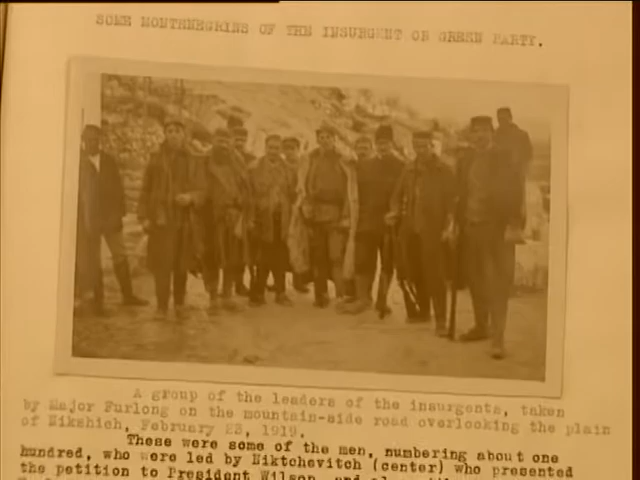 SOME MONTENEGRINS OF THE INSURGENT OR GREEN PARTY.
A group of the leaders of the insurgents, taken
by Major Furlong on the mountain-side road overlooking the plain
of Nikshich, February 23, 1919.
These were some of the men, numbering about one
hundred, who were led by Niktchevitch (center) who presented
the petition to President Wilson, and